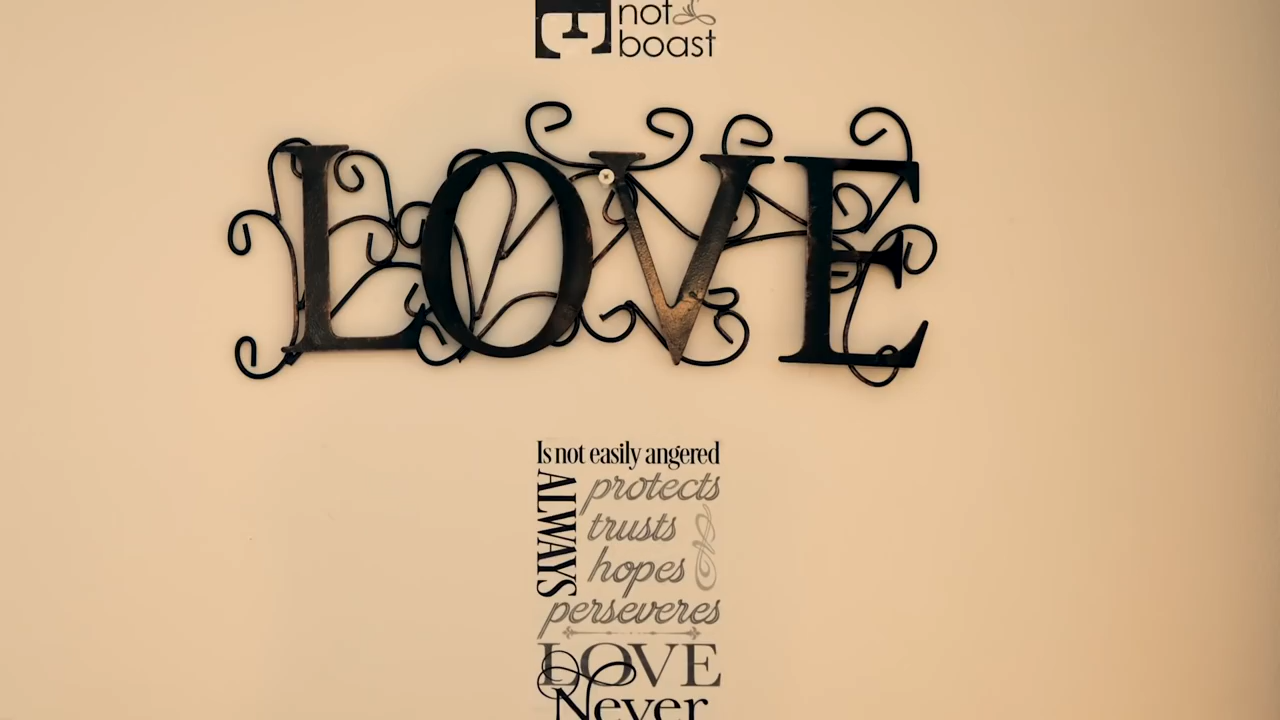 not
boast
LOVE
Is not easily angered
ALWAYS
protects
trusts
hopes
perseveres
LOVE
Never